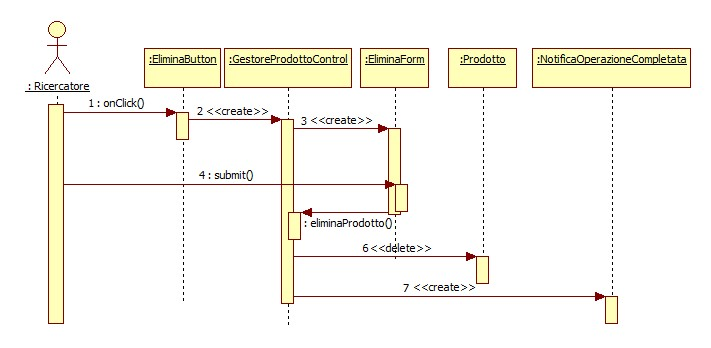 :EliminaButton
:GestoreProdottoControl
:EliminaForm
:Prodotto
:NotificaOperazioneCompletata
: Ricercatore
1 : onClick()
2 <<create>>
3 <<create>>
4 : submit()
: eliminaProdotto()
6 <<delete>>
7 <<create>>